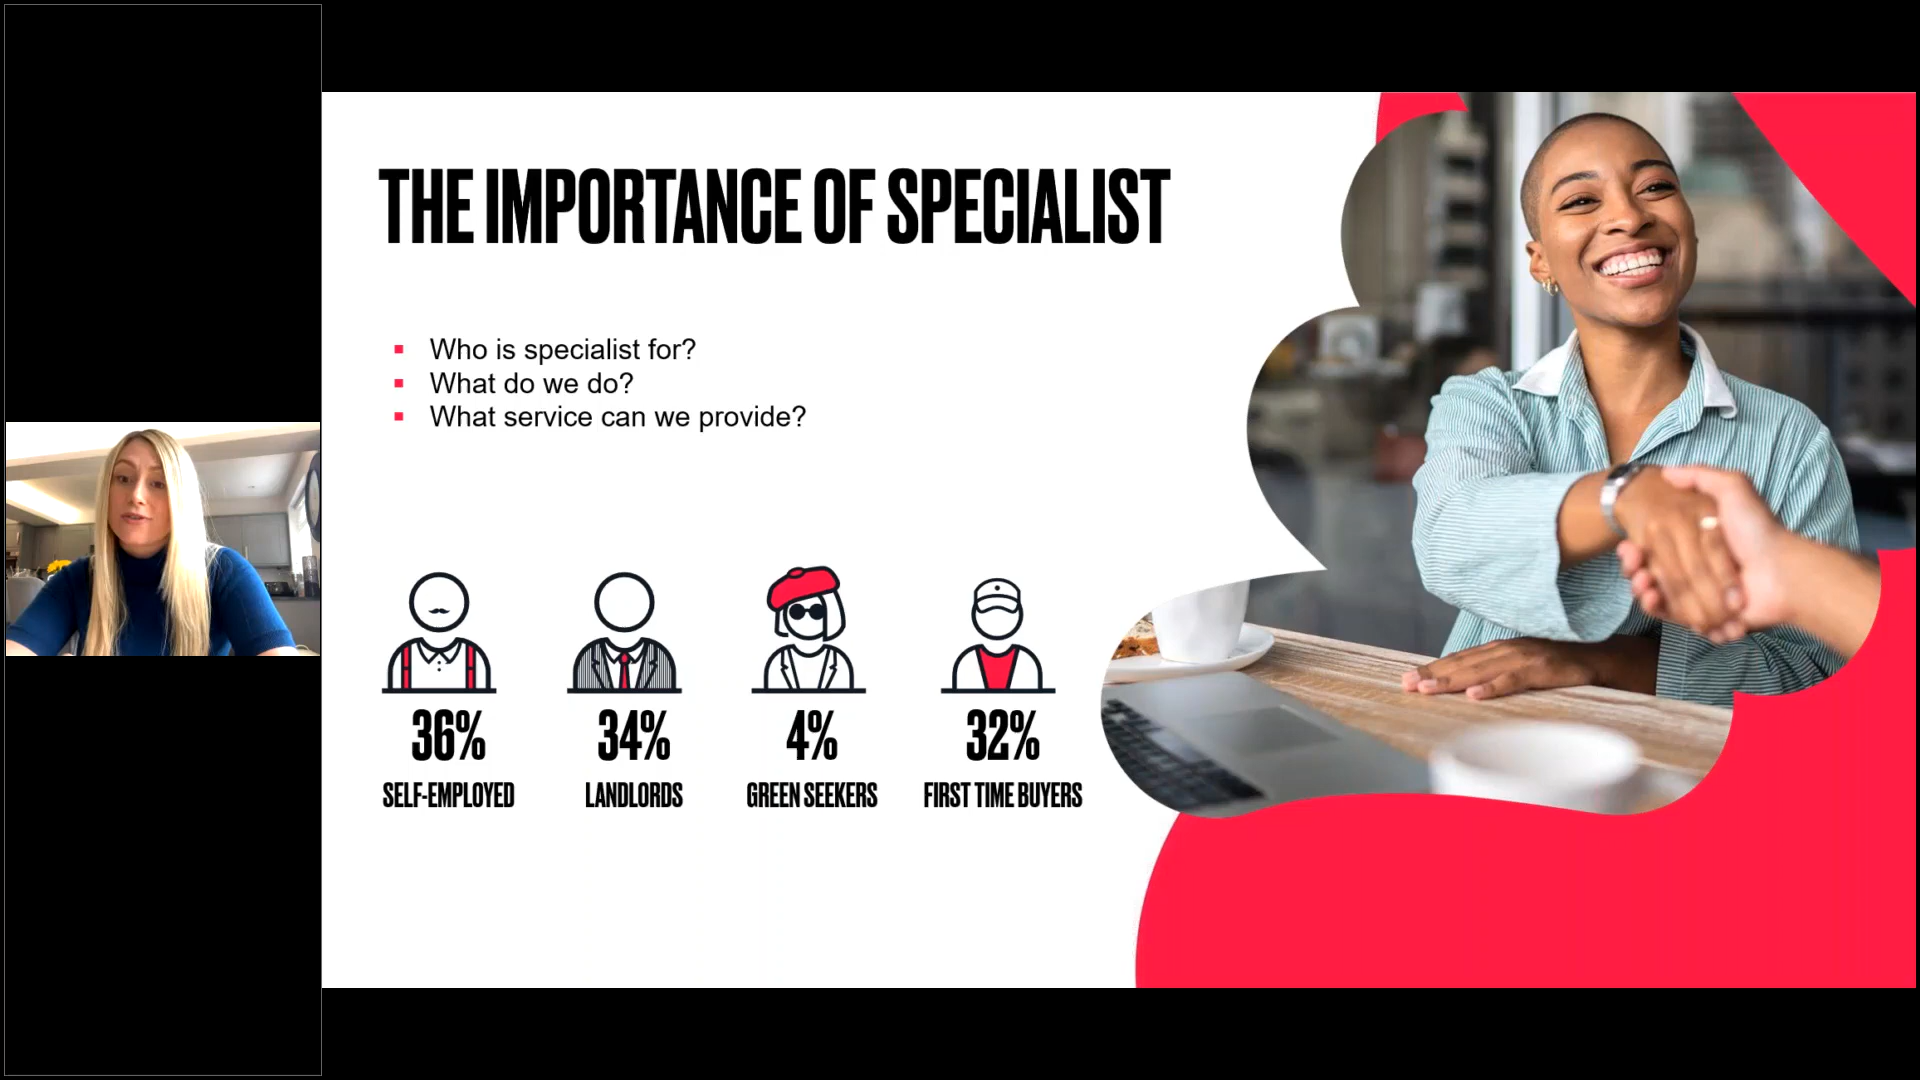 THE IMPORTANCE OF SPECIALIST
Who is specialist for?
What do we do?
What service can we provide?
36%
SELF-EMPLOYED
34%
LANDLORDS
4%
GREEN SEEKERS
32%
FIRST TIME BUYERS